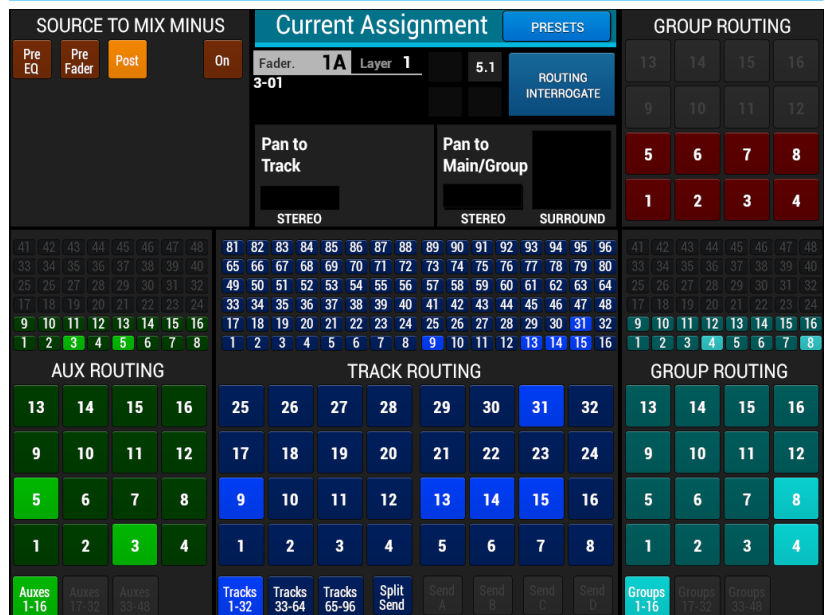 SOURCE TO MIX MINUS
Pre EQ
Pre Fader
Post
On
Current Assignment
PRESETS
Fader. 1A Layer 1
3-01
5.1
ROUTING
INTERROGATE
Pan to
Track
STEREO
Pan to
Main/Group
STEREO
SURROUND
GROUP ROUTING
13 14 15 16
9 10 11 12
5 6 7 8
1 2 3 4
41 42 43 44 45 46 47 48
33 34 35 36 37 38 39 40
25 26 27 28 29 30 31 32
17 18 19 20 21 22 23 24
9 10 11 12 13 14 15 16
1 2 3 4 5 6 7 8
AUX ROUTING
13 14 15 16
9 10 11 12
5 6 7 8
1 2 3 4
Auxes 1-16
Auxes 17-32
Auxes 33-48
81 82 83 84 85 86 87 88 89 90 91 92 93 94 95 96
65 66 67 68 69 70 71 72 73 74 75 76 77 78 79 80
49 50 51 52 53 54 55 56 57 58 59 60 61 62 63 64
33 34 35 36 37 38 39 40 41 42 43 44 45 46 47 48
17 18 19 20 21 22 23 24 25 26 27 28 29 30 31 32
1 2 3 4 5 6 7 8 9 10 11 12 13 14 15 16
TRACK ROUTING
25 26 27 28 29 30 31 32
17 18 19 20 21 22 23 24
9 10 11 12 13 14 15 16
1 2 3 4 5 6 7 8
Tracks 1-32
Tracks 33-64
Tracks 65-96
Split Send
Send A
Send B
Send C
Send D
41 42 43 44 45 46 47 48
33 34 35 36 37 38 39 40
25 26 27 28 29 30 31 32
17 18 19 20 21 22 23 24
9 10 11 12 13 14 15 16
1 2 3 4 5 6 7 8
GROUP ROUTING
13 14 15 16
9 10 11 12
5 6 7 8
1 2 3 4
Groups 1-16
Groups 17-32
Groups 33-48